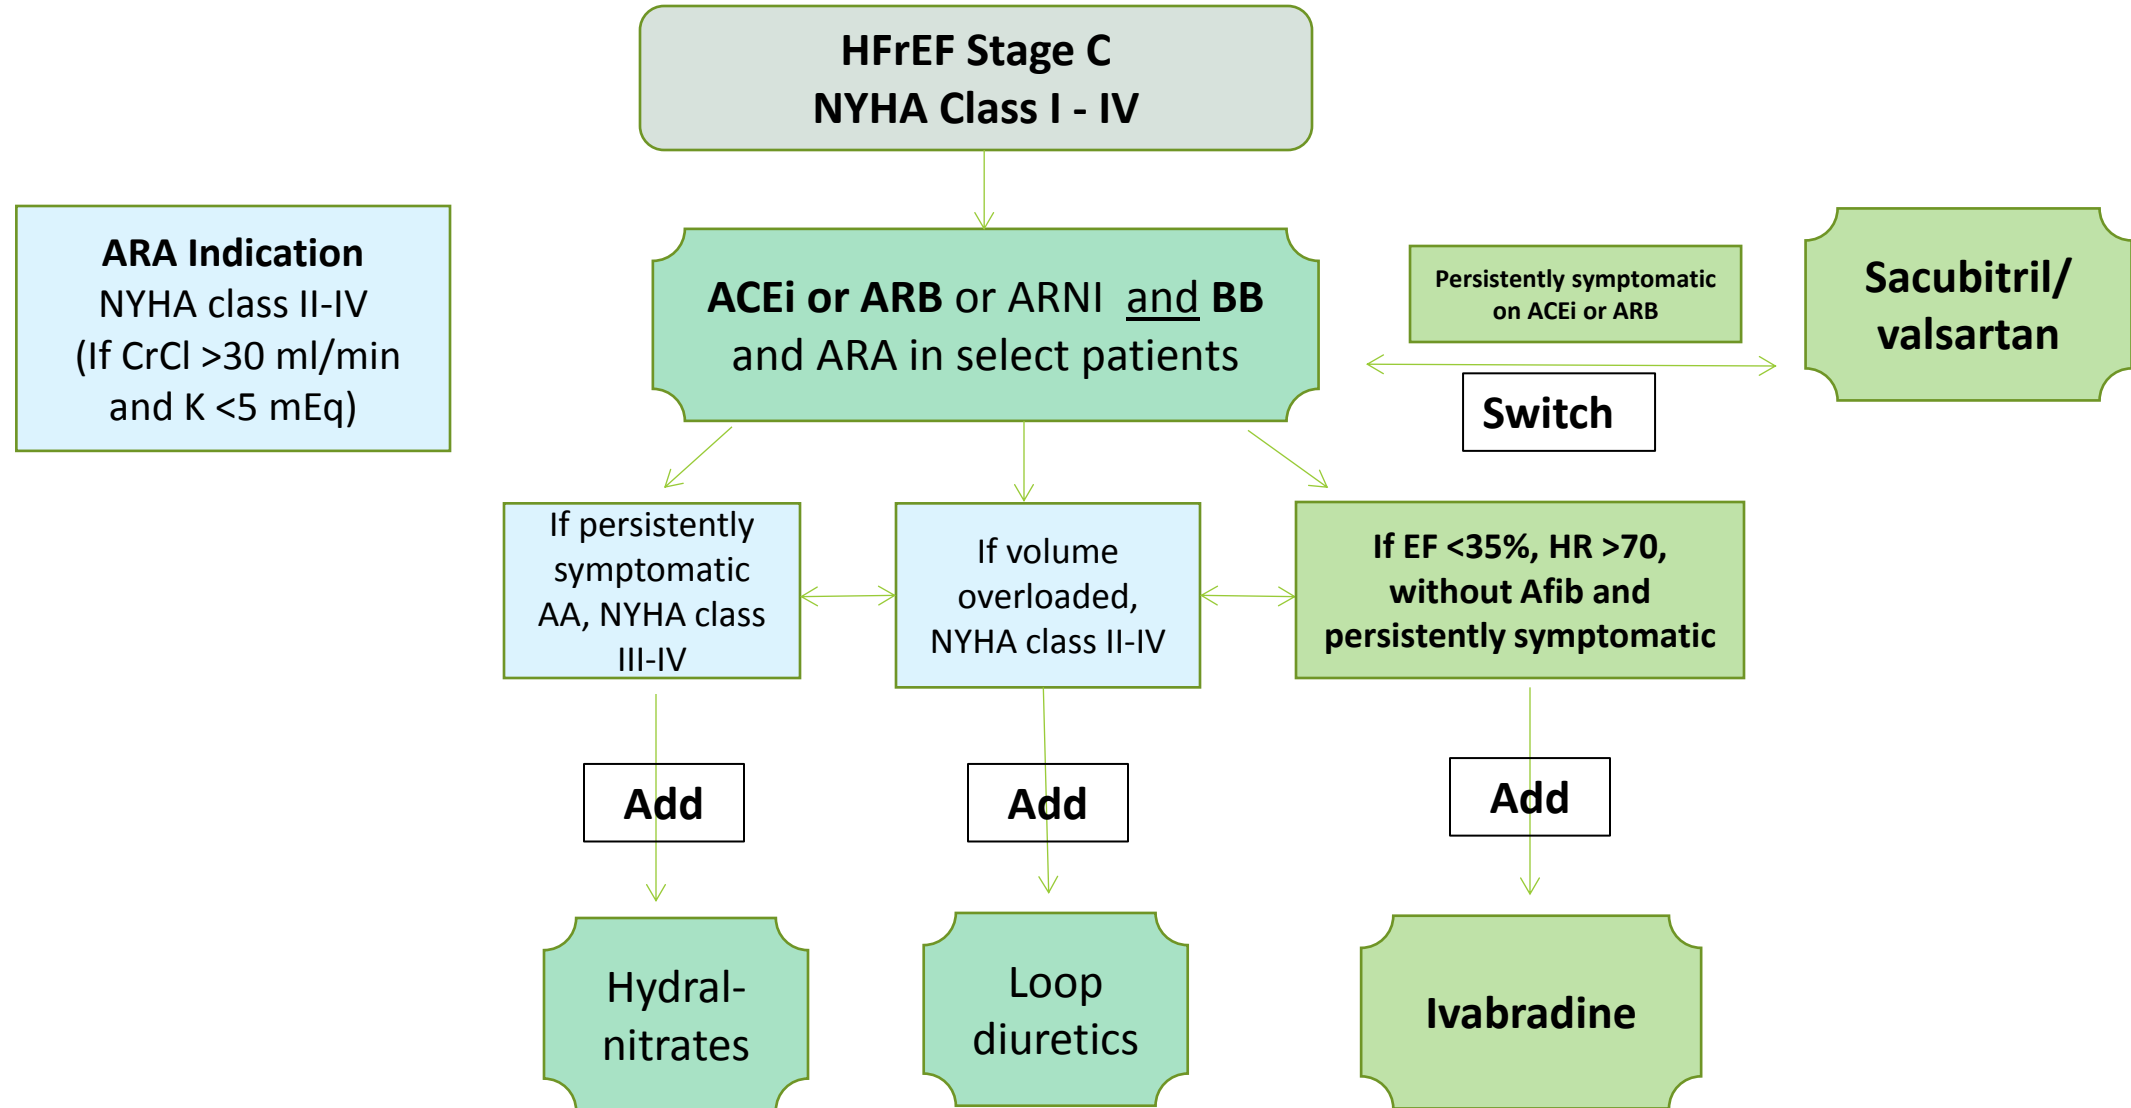 HFrEF Stage C
NYHA Class I - IV
ARA Indication
NYHA class II-IV
(If CrCl >30 ml/min
and K <5 mEq)
ACEi or ARB or ARNI and BB
and ARA in select patients
Persistently symptomatic
on ACEi or ARB
Switch
Sacubitril/
valsartan
If persistently
symptomatic
AA, NYHA class
III-IV
If volume
overloaded,
NYHA class II-IV
If EF <35%, HR >70,
without Afib and
persistently symptomatic
Add
Add
Add
Hydral-
nitrates
Loop
diuretics
Ivabradine